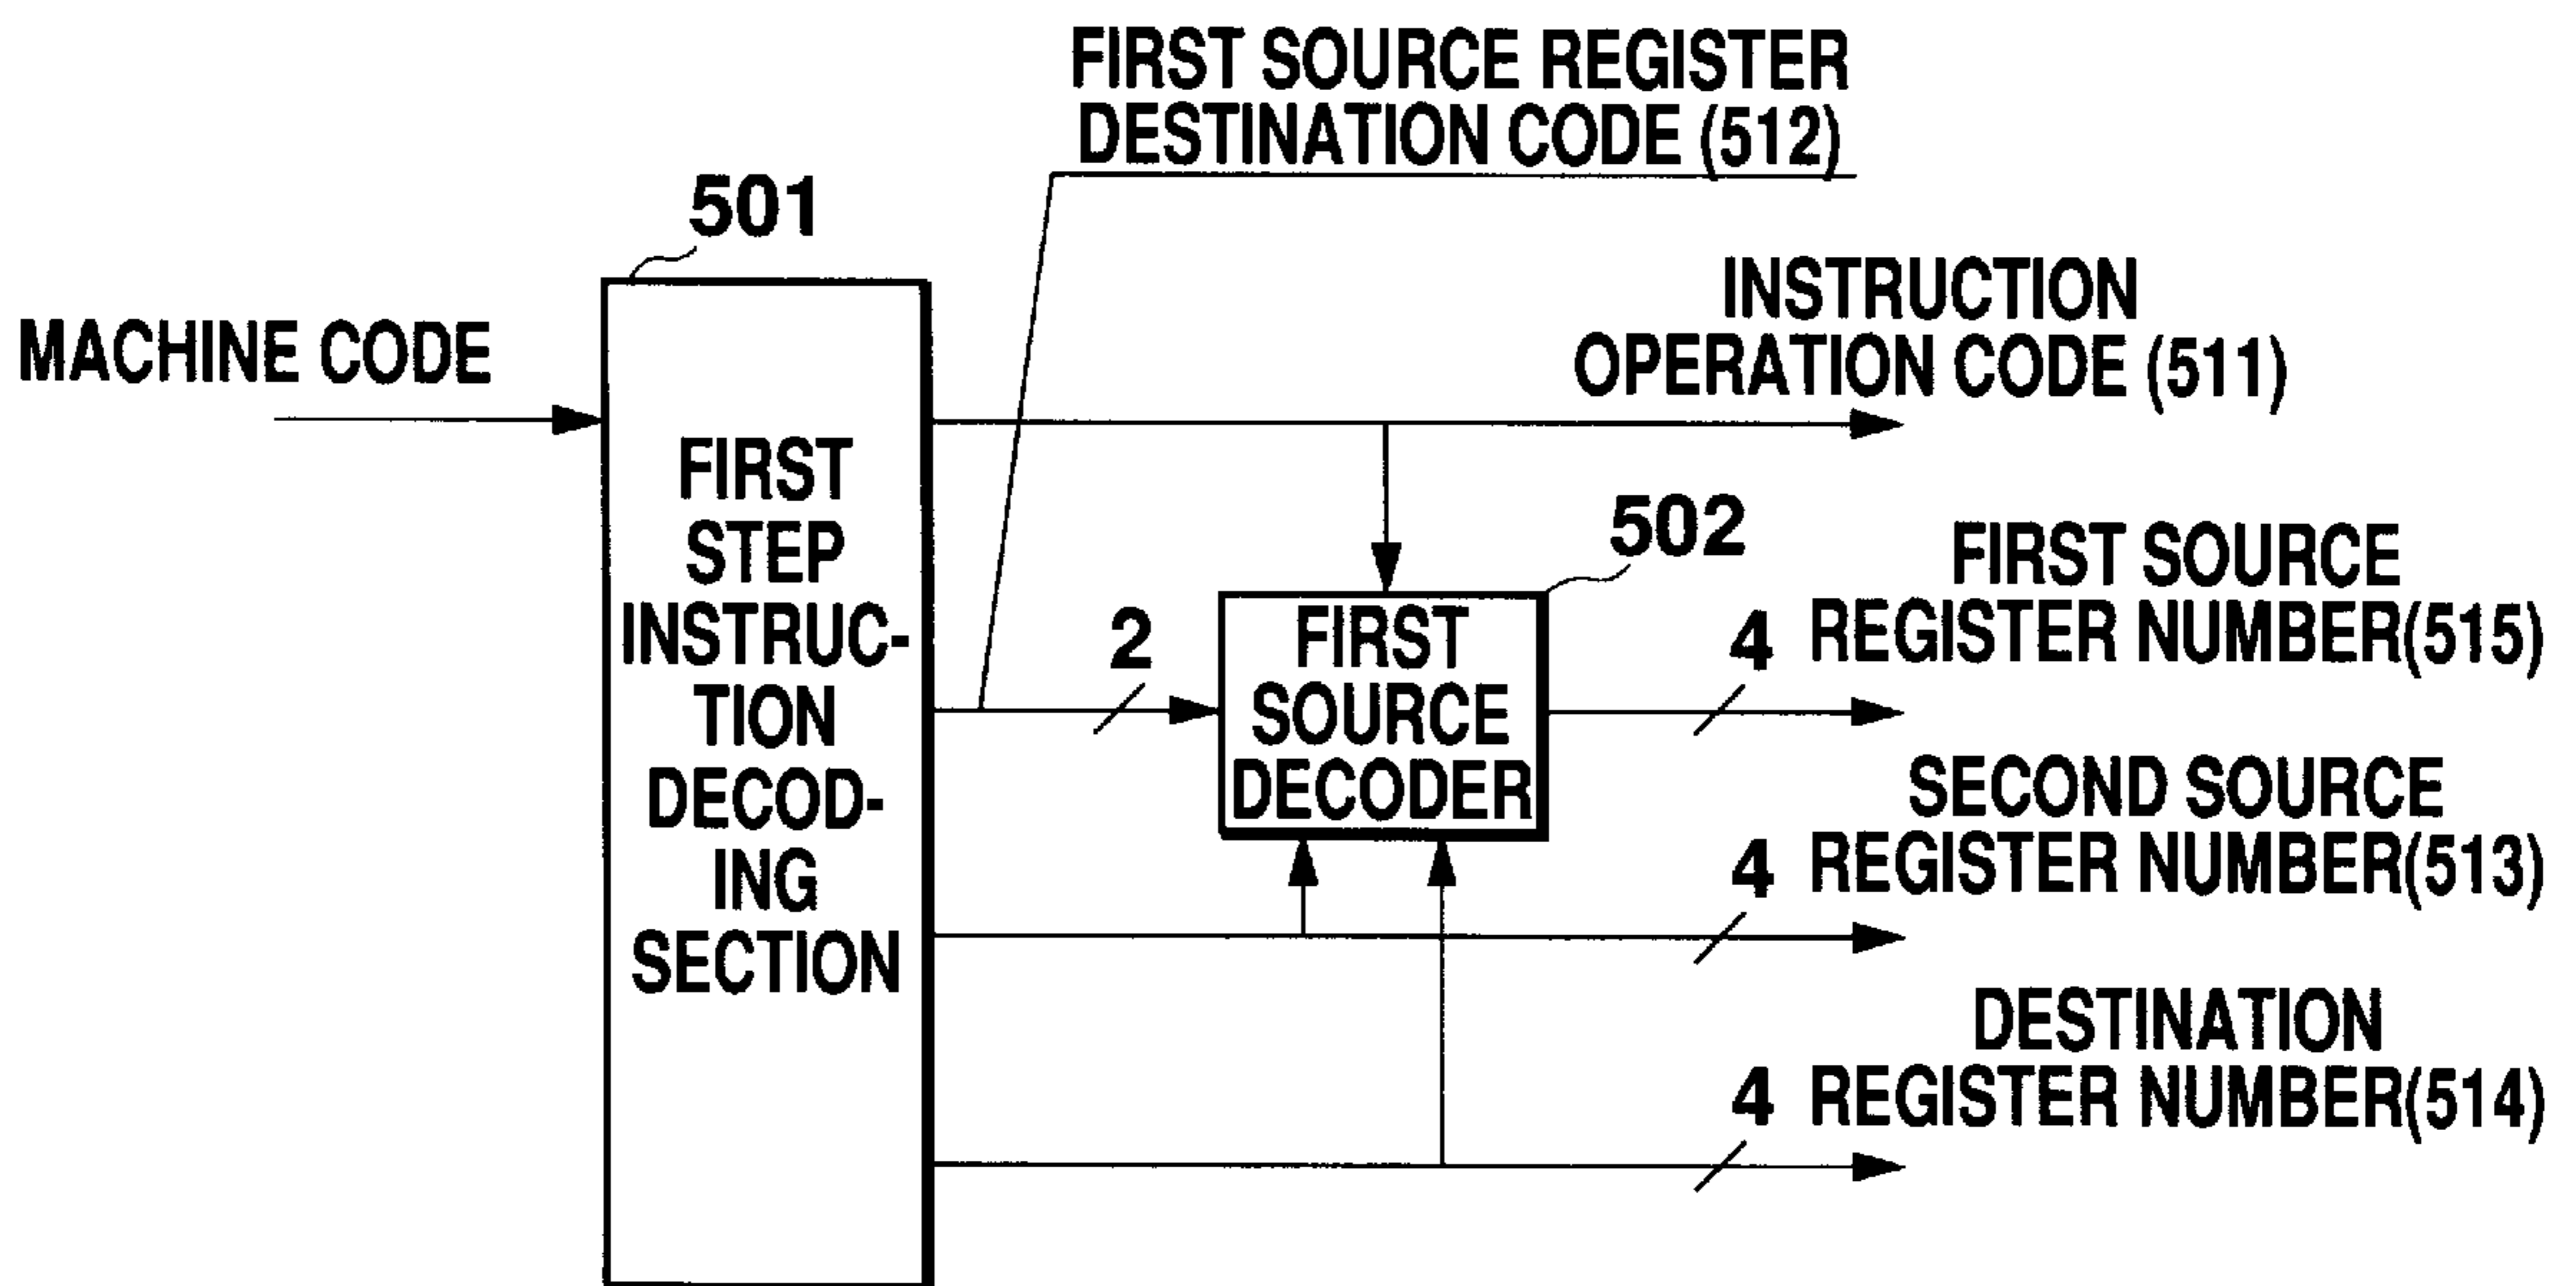 FIRST SOURCE REGISTER
DESTINATION CODE (512)
501
MACHINE CODE
INSTRUCTION
OPERATION CODE (511)
FIRST
STEP
INSTRUC-
TION
DECOD-
ING
SECTION
2
502
FIRST
SOURCE
DECODER
FIRST SOURCE
4 REGISTER NUMBER(515)
SECOND SOURCE
4 REGISTER NUMBER(513)
DESTINATION
4 REGISTER NUMBER(514)